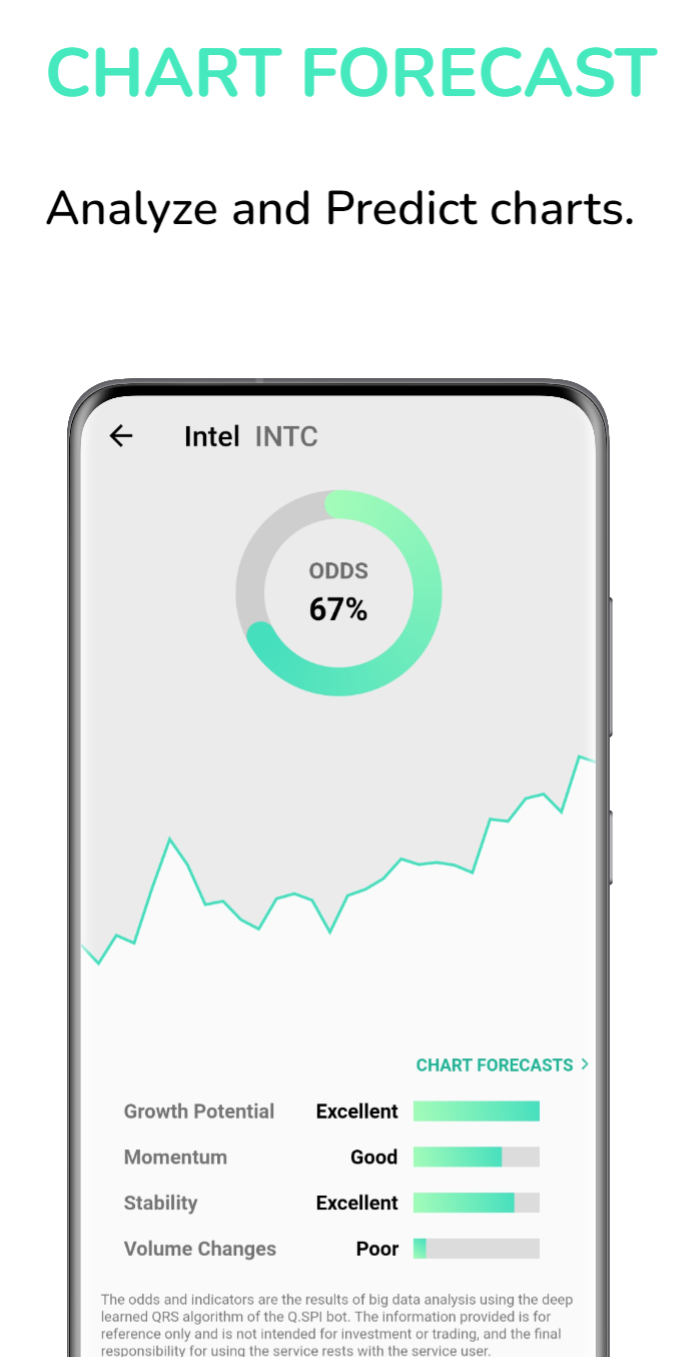 CHART FORECAST
Analyze and Predict charts.
Intel INTC
ODDS
67%
CHART FORECASTS
Growth Potential Excellent
Momentum Good
Stability Excellent
Volume Changes Poor
The odds and indicators are the results of big data analysis using the deep
learned QRS algorithm of the Q.SPI bot. The information provided is for
reference only and is not intended for investment or trading, and the final
responsibility for using the service rests with the service user.